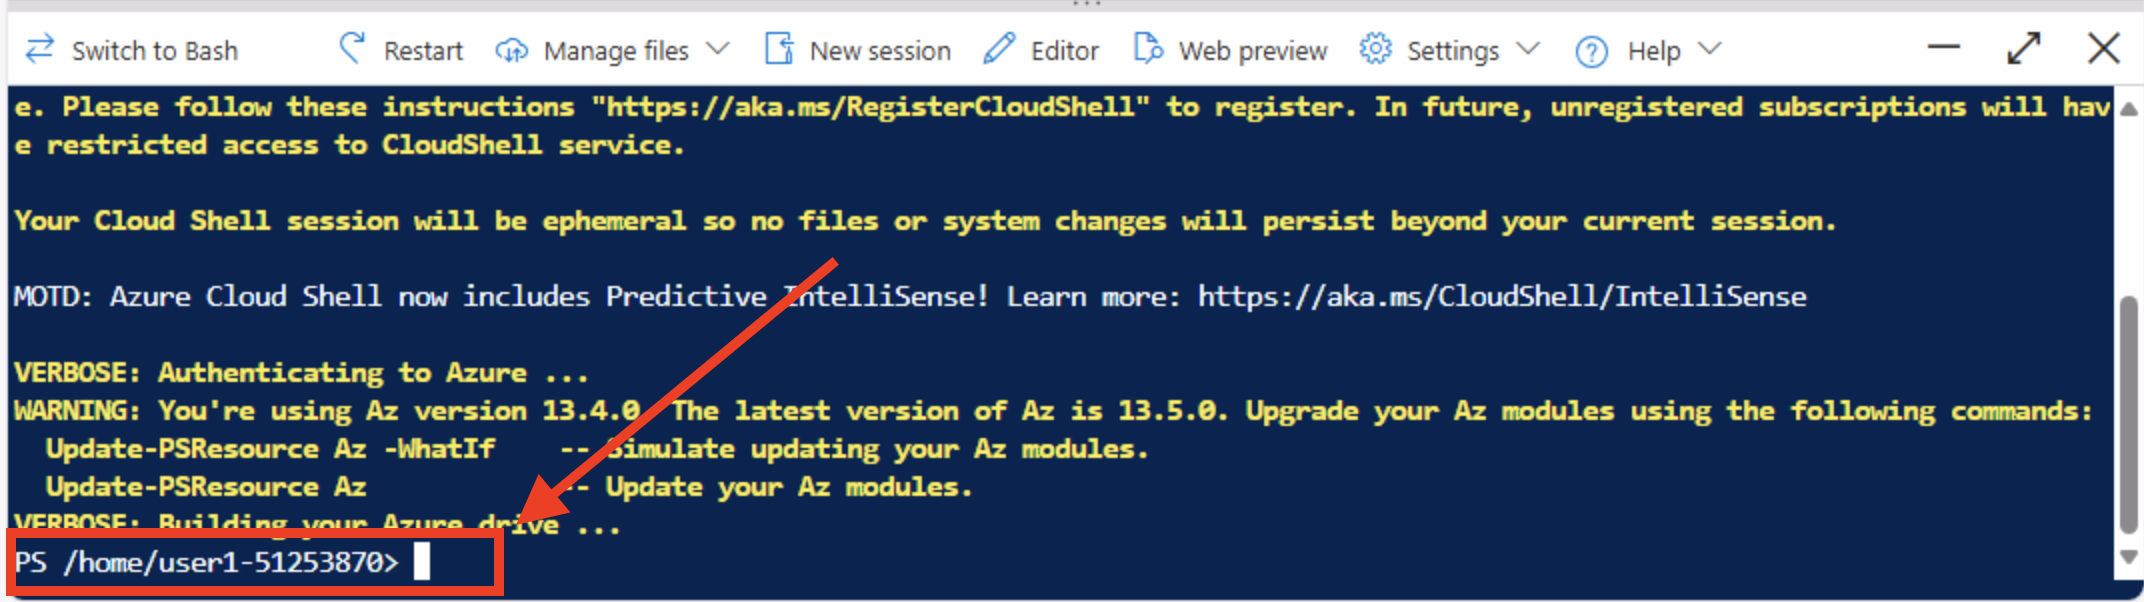 Switch to Bash Restart Manage files New session Editor Web preview Settings Help
e. Please follow these instructions "https://aka.ms/RegisterCloudShell" to register. In future, unregistered subscriptions will hav
e restricted access to CloudShell service.
Your Cloud Shell session will be ephemeral so no files or system changes will persist beyond your current session.
MOTD: Azure Cloud Shell now includes Predictive IntelliSense! Learn more: https://aka.ms/CloudShell/IntelliSense
VERBOSE: Authenticating to Azure ...
WARNING: You're using Az version 13.4.0. The latest version of Az is 13.5.0. Upgrade your Az modules using the following commands:
Update-PSResource Az -WhatIf -- Simulate updating your Az modules.
Update-PSResource Az -- Update your Az modules.
VERBOSE: Building your Azure drive ...
PS /home/user1-51253870>